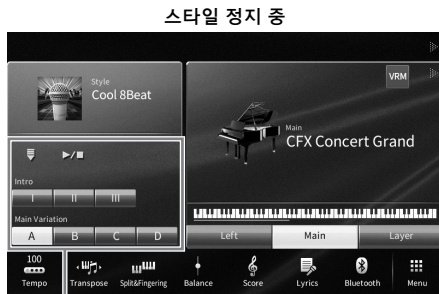 스타일 정지 중
VRM
Style
Cool 8Beat
Main
CFX Concert Grand
Intro
I II III
Main Variation
A B C D
Left Main Layer
100
Tempo Transpose Split&Fingering Balance Score Lyrics Bluetooth Menu